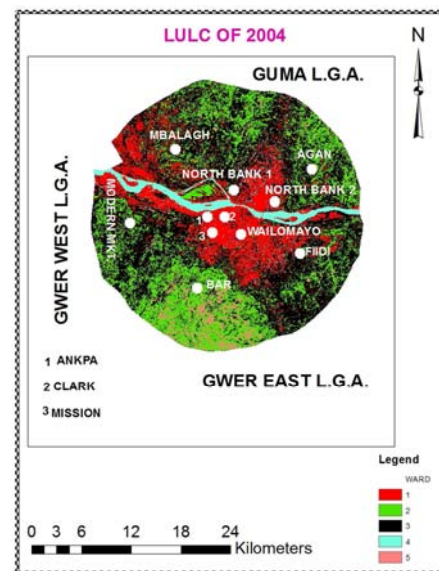 LULC OF 2004
N
GUMA L.G.A.
MBALAGH
AGAN
NORTH BANK 1
NORTH BANK 2
MODERN MKT
1
2
3
WAILOMAYO
FIIDI
BAR
GWER WEST L.G.A.
GWER EAST L.G.A.
1 ANKPA
2 CLARK
3 MISSION
Legend
WARD
1
2
3
4
5
0 3 6 12 18 24
Kilometers